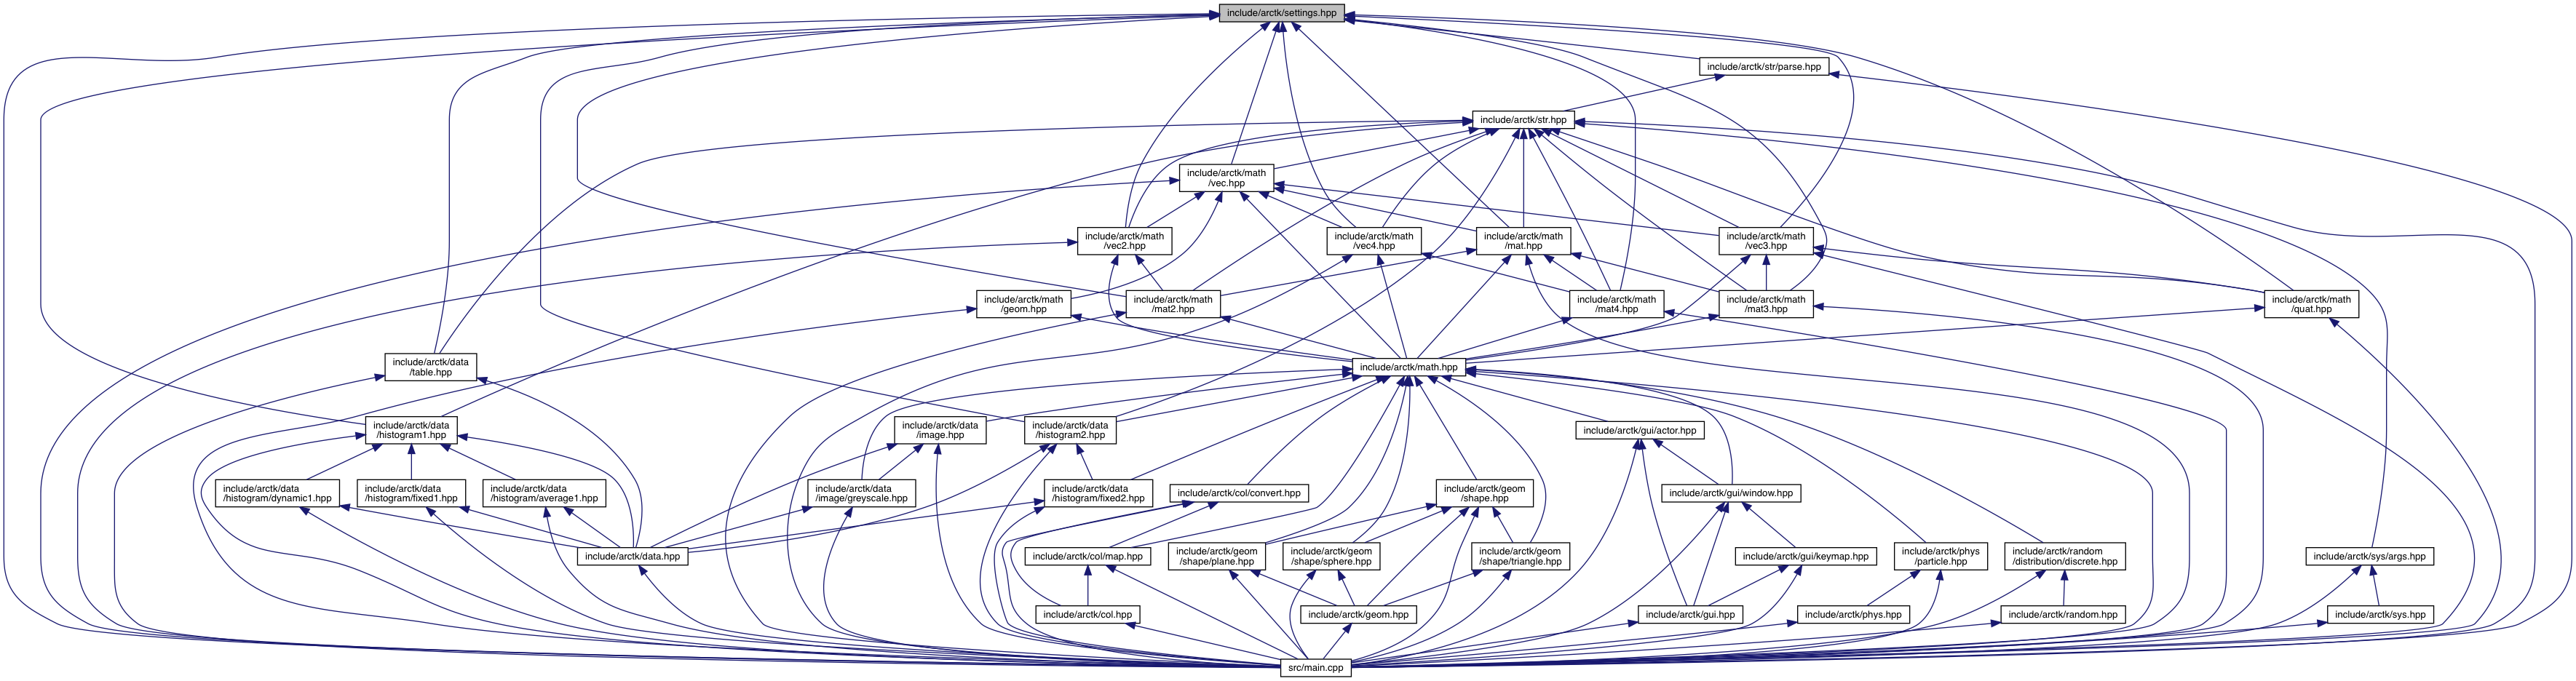 include/arctk/settings.hpp
include/arctk/str/parse.hpp
include/arctk/str.hpp
include/arctk/math
/vec.hpp
include/arctk/math
/vec2.hpp
include/arctk/math
/vec4.hpp
include/arctk/math
/mat.hpp
include/arctk/math
/vec3.hpp
include/arctk/math
/geom.hpp
include/arctk/math
/mat2.hpp
include/arctk/math
/mat4.hpp
include/arctk/math
/mat3.hpp
include/arctk/math
/quat.hpp
include/arctk/data
/table.hpp
include/arctk/math.hpp
include/arctk/data
/histogram1.hpp
include/arctk/data
/image.hpp
include/arctk/data
/histogram2.hpp
include/arctk/gui/actor.hpp
include/arctk/data
/histogram/dynamic1.hpp
include/arctk/data
/histogram/fixed1.hpp
include/arctk/data
/histogram/average1.hpp
include/arctk/data
/image/greyscale.hpp
include/arctk/data
/histogram/fixed2.hpp
include/arctk/col/convert.hpp
include/arctk/geom
/shape.hpp
include/arctk/gui/window.hpp
include/arctk/data.hpp
include/arctk/col/map.hpp
include/arctk/geom
/shape/plane.hpp
include/arctk/geom
/shape/sphere.hpp
include/arctk/geom
/shape/triangle.hpp
include/arctk/gui/keymap.hpp
include/arctk/phys
/particle.hpp
include/arctk/random
/distribution/discrete.hpp
include/arctk/sys/args.hpp
include/arctk/col.hpp
include/arctk/geom.hpp
include/arctk/gui.hpp
include/arctk/phys.hpp
include/arctk/random.hpp
include/arctk/sys.hpp
src/main.cpp